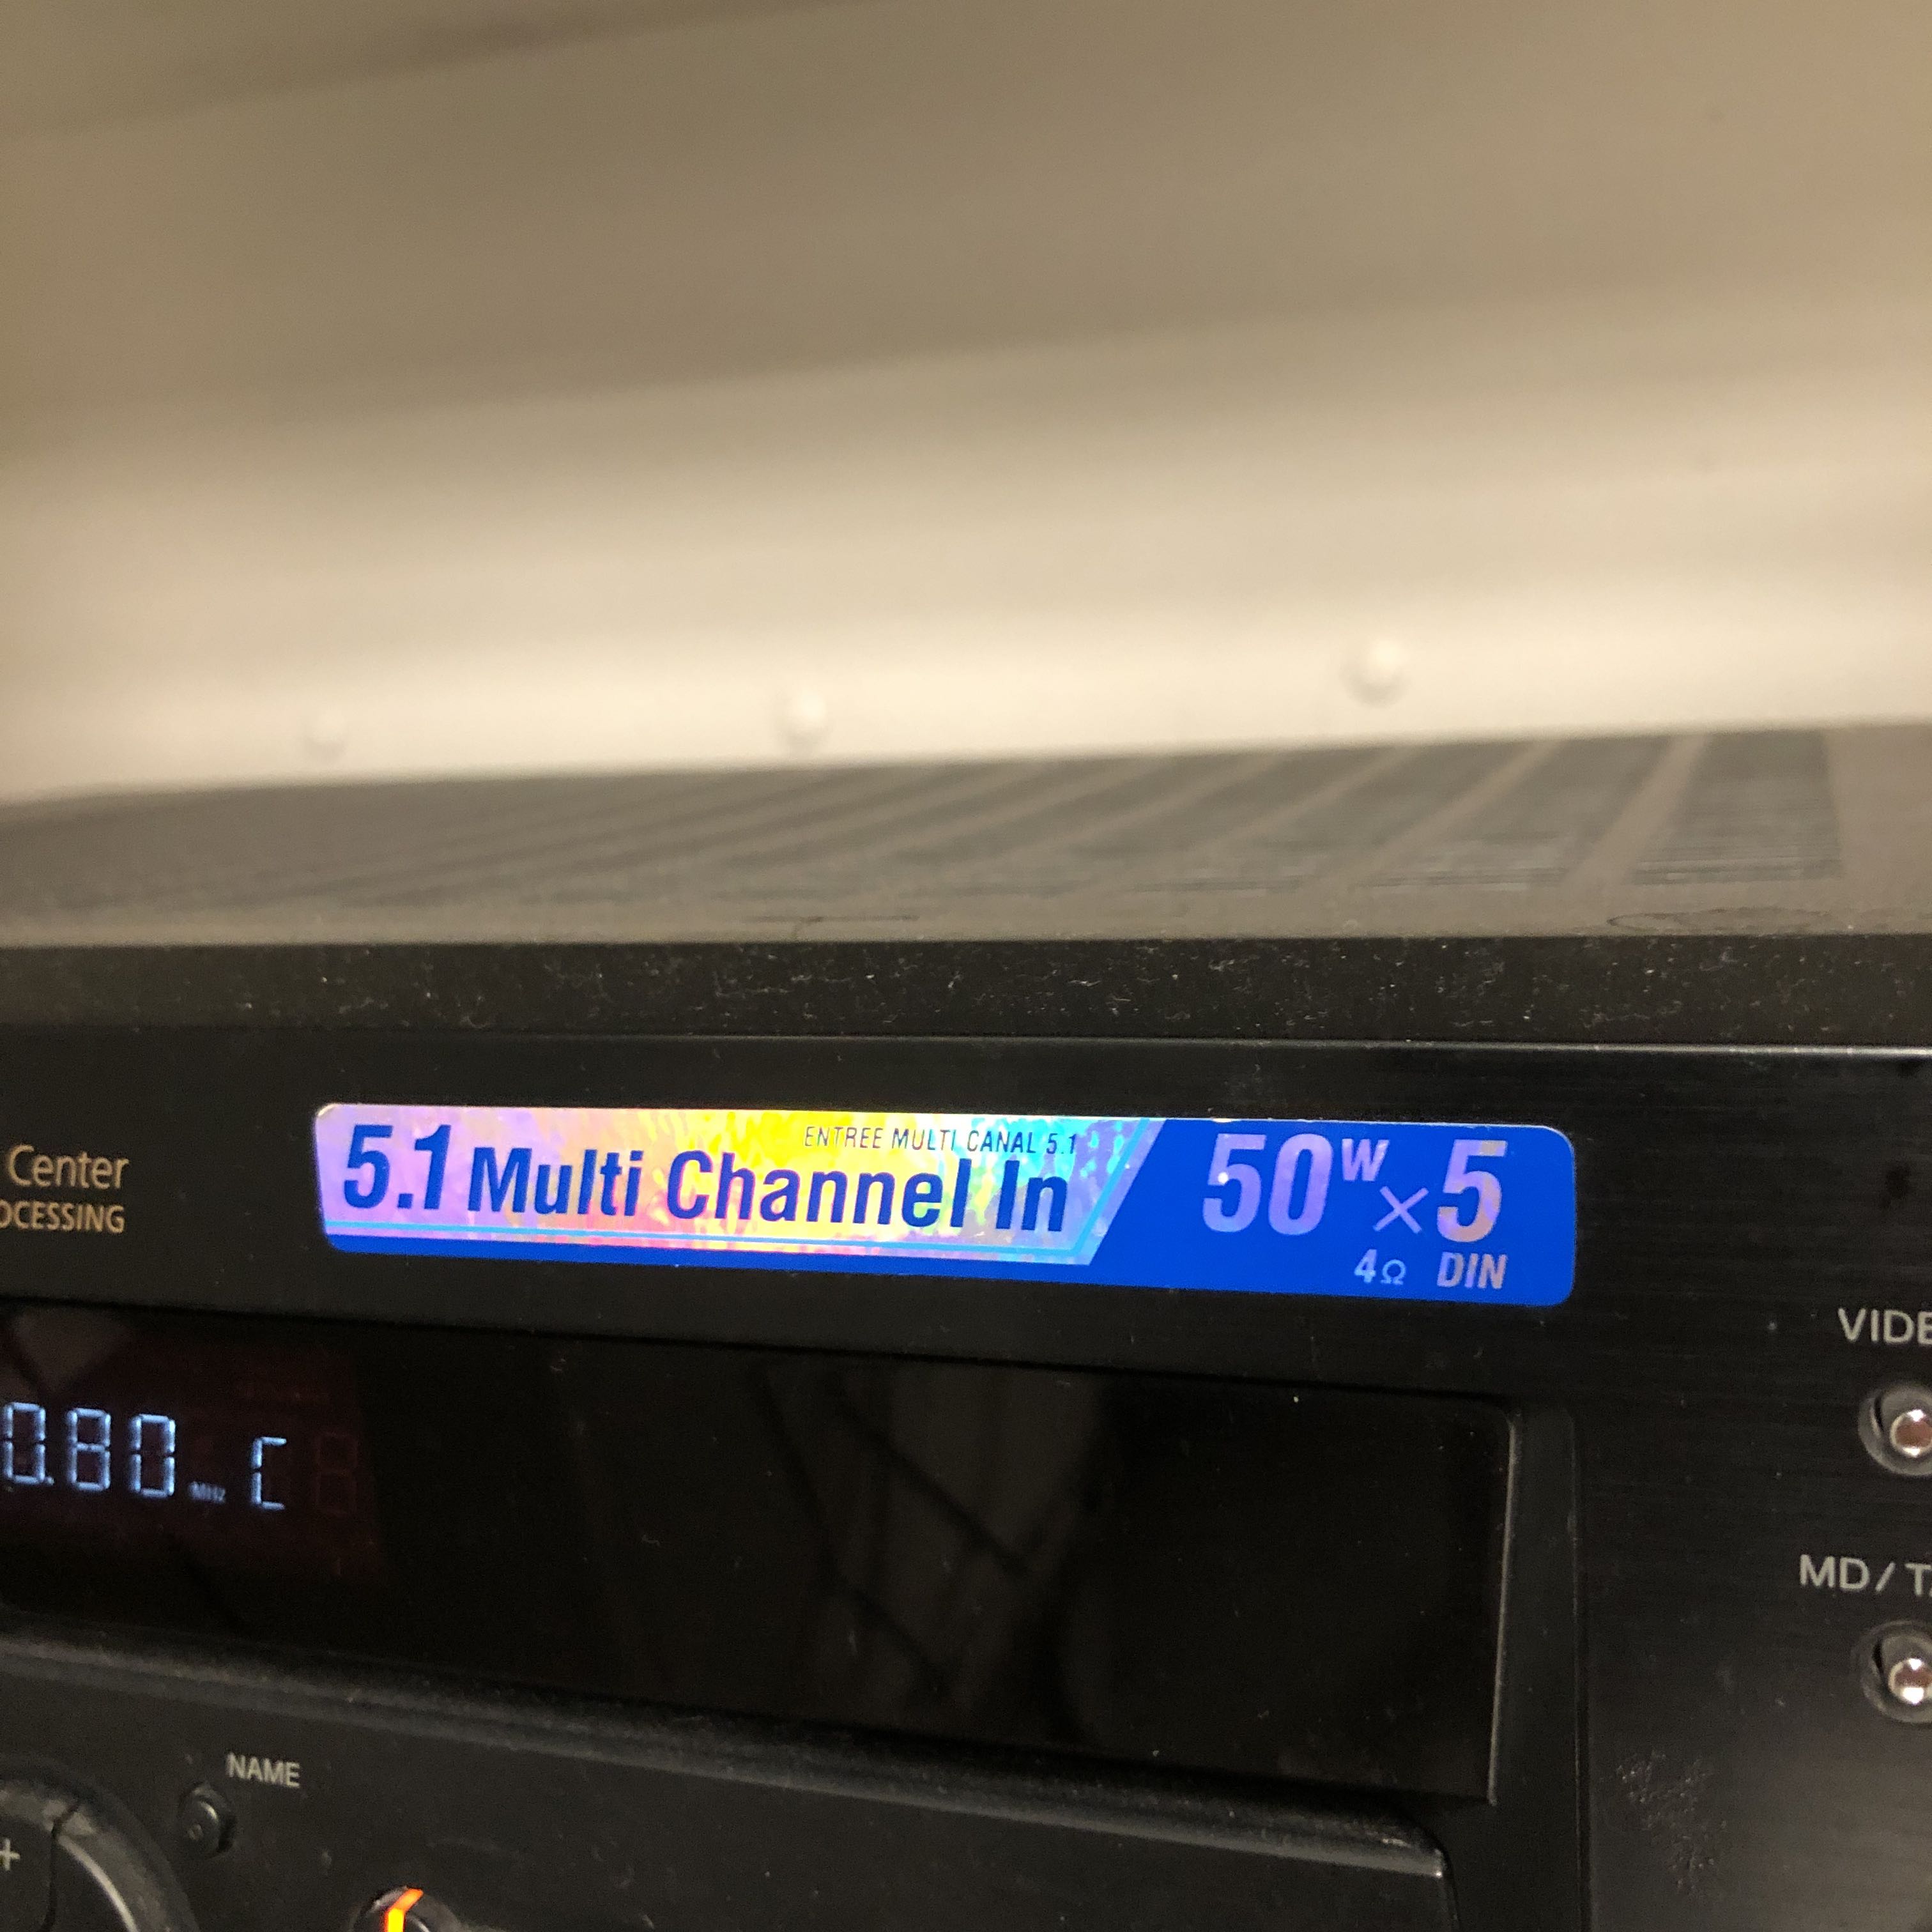 Center
OCESSING
ENTREE MULTI CANAL 5.1
5.1 Multi Channel In
50W×5
4Ω DIN
VIDE
0.80 MHz C
MD/T
NAME
+